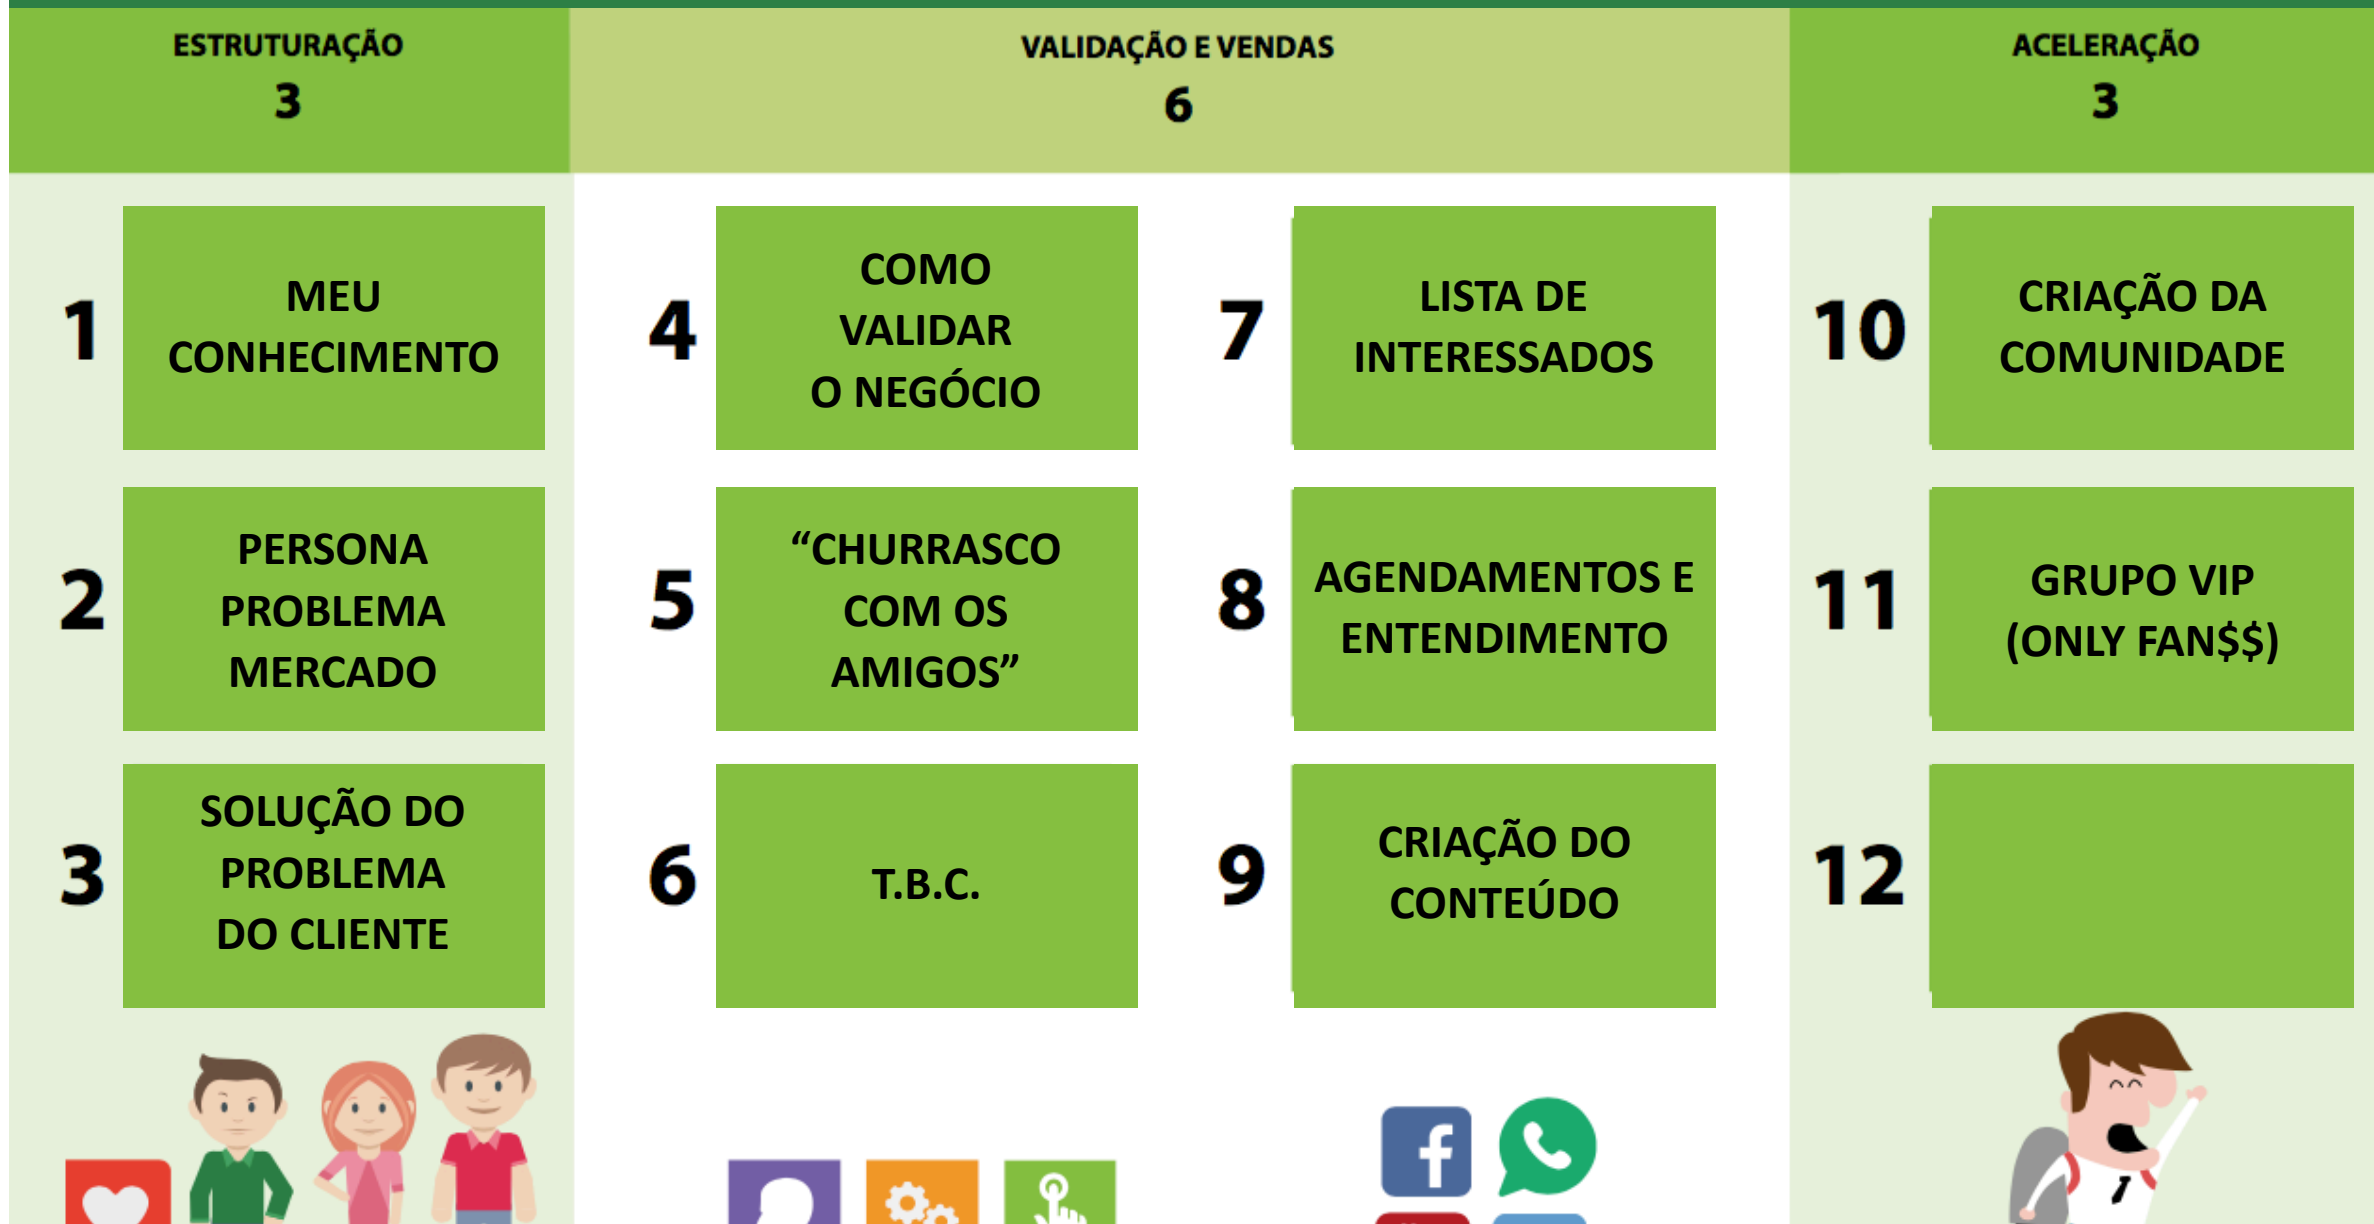 ESTRUTURAÇÃO
3
VALIDAÇÃO E VENDAS
6
ACELERAÇÃO
3
1
MEU
CONHECIMENTO
2
PERSONA
PROBLEMA
MERCADO
3
SOLUÇÃO DO
PROBLEMA
DO CLIENTE
4
COMO
VALIDAR
O NEGÓCIO
5
“CHURRASCO
COM OS
AMIGOS”
6
T.B.C.
7
LISTA DE
INTERESSADOS
8
AGENDAMENTOS E
ENTENDIMENTO
9
CRIAÇÃO DO
CONTEÚDO
10
CRIAÇÃO DA
COMUNIDADE
11
GRUPO VIP
(ONLY FAN$$)
12